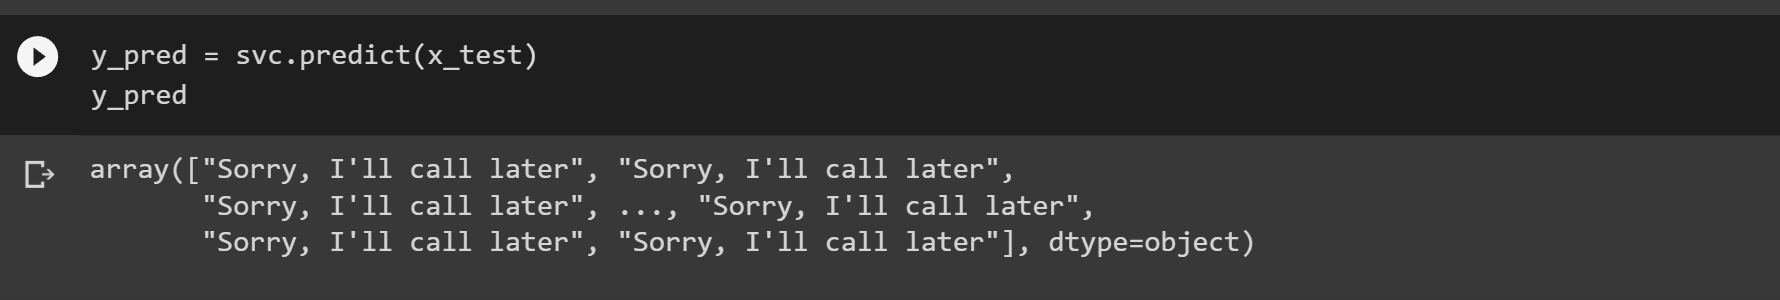 y_pred = svc.predict(x_test)
y_pred
array(["Sorry, I'll call later", "Sorry, I'll call later",
"Sorry, I'll call later", ..., "Sorry, I'll call later",
"Sorry, I'll call later", "Sorry, I'll call later"], dtype=object)